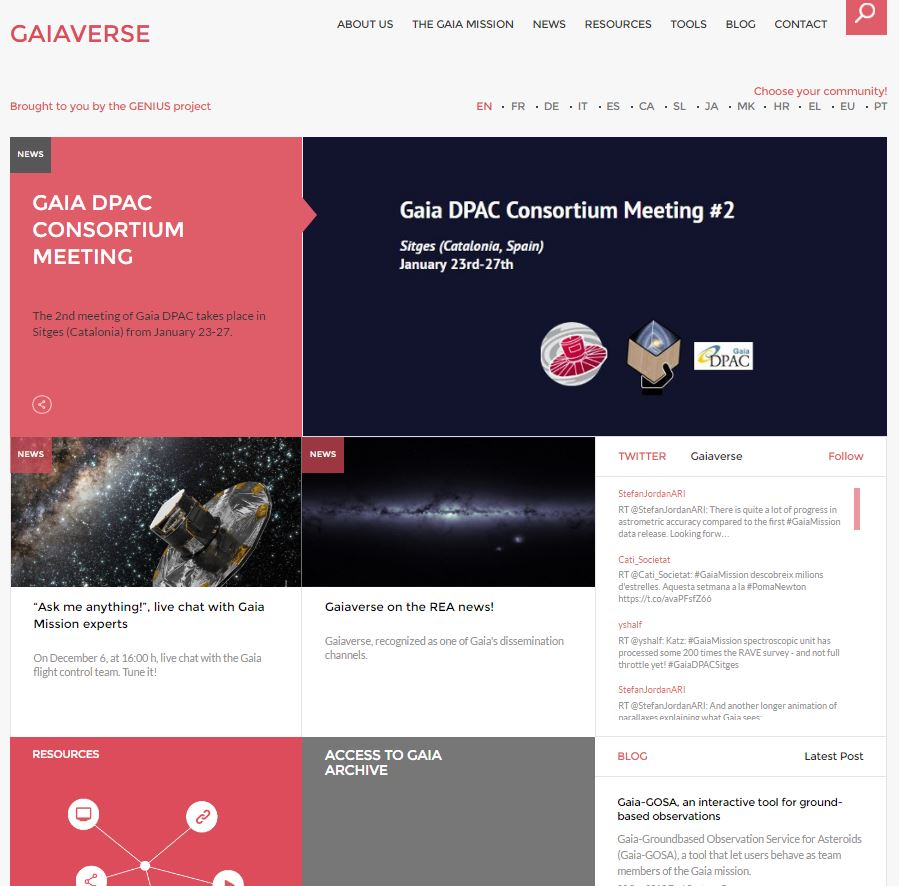 GAIAVERSE
ABOUT US THE GAIA MISSION NEWS RESOURCES TOOLS BLOG CONTACT
Choose your community!
Brought to you by the GENIUS project
EN · FR · DE · IT · ES · CA · SL · JA · MK · HR · EL · EU · PT
NEWS
GAIA DPAC
CONSORTIUM
MEETING
The 2nd meeting of Gaia DPAC takes place in
Sitges (Catalonia) from January 23-27.
Gaia DPAC Consortium Meeting #2
Sitges (Catalonia, Spain)
January 23rd-27th
Gaia
DPAC
NEWS
“Ask me anything!”, live chat with Gaia
Mission experts
On December 6, at 16:00 h, live chat with the Gaia
flight control team. Tune it!
NEWS
Gaiaverse on the REA news!
Gaiaverse, recognized as one of Gaia's dissemination
channels.
TWITTER Gaiaverse Follow
StefanJordanARI
RT @StefanJordanARI: There is quite a lot of progress in
astrometric accuracy compared to the first #GaiaMission
data release. Looking forw…
Cati_Societat
RT @Cati_Societat: #GaiaMission descobreix milions
d'estrelles. Aquesta setmana a la #PomaNewton
https://t.co/avaPFsfZ66
yshalf
RT @yshalf: Katz: #GaiaMission spectroscopic unit has
processed some 200 times the RAVE survey - and not full
throttle yet! #GaiaDPACSitges
StefanJordanARI
RT @StefanJordanARI: And another longer animation of
parallaxes explaining what Gaia sees:
RESOURCES
ACCESS TO GAIA
ARCHIVE
BLOG Latest Post
Gaia-GOSA, an interactive tool for ground-
based observations
Gaia-Groundbased Observation Service for Asteroids
(Gaia-GOSA), a tool that let users behave as team
members of the Gaia mission.